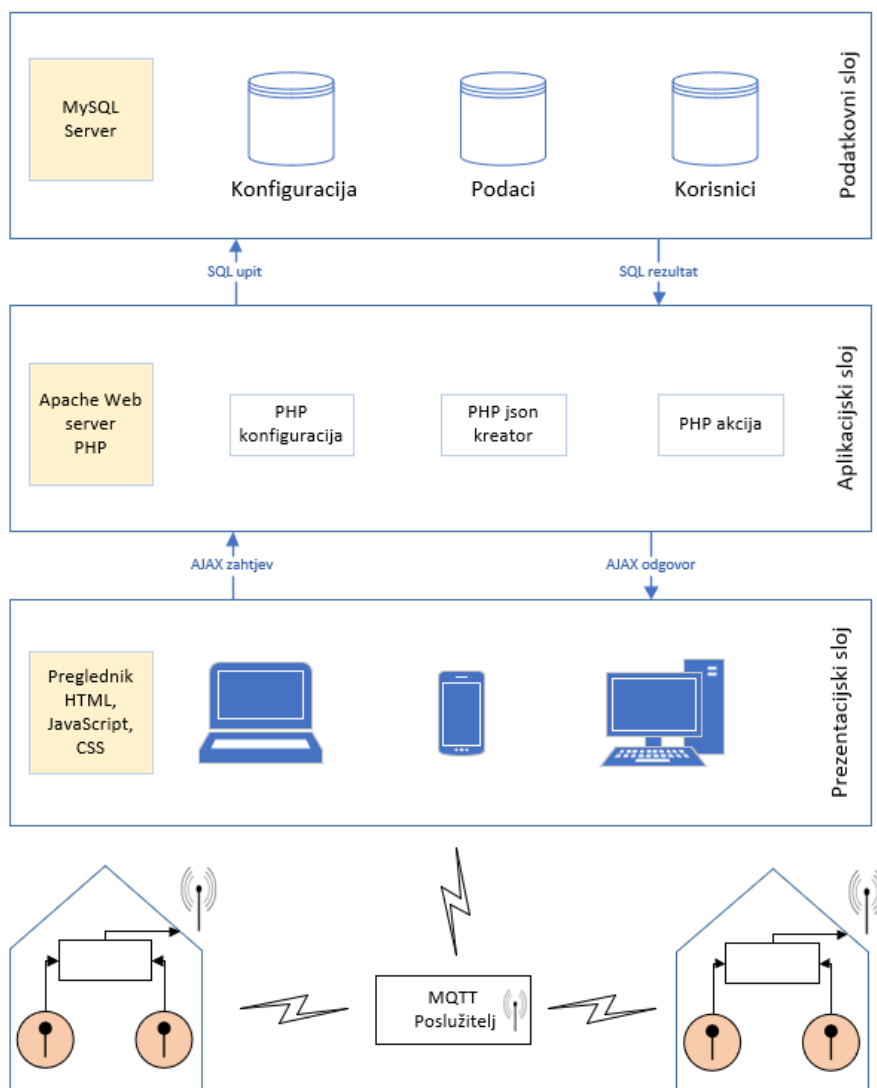 MySQL
Server
Konfiguracija
Podaci
Korisnici
Podatkovni sloj
SQL upit
SQL rezultat
Apache Web
server
PHP
PHP
konfiguracija
PHP json
kreator
PHP akcija
Aplikacijski sloj
AJAX zahtjev
AJAX odgovor
Preglednik
HTML,
JavaScript,
CSS
Prezentacijski sloj
MQTT
Poslužitelj